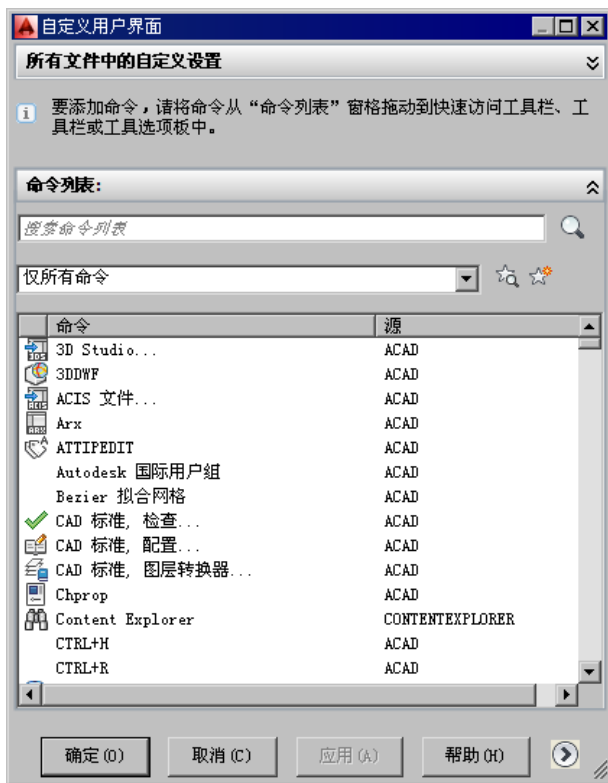 自定义用户界面
所有文件中的自定义设置
要添加命令，请将命令从“命令列表”窗格拖动到快速访问工具栏、工
具栏或工具选项板中。
命令列表:
搜索命令列表
仅所有命令
命令 源
3D Studio... ACAD
3DDWF ACAD
ACIS 文件... ACAD
Arx ACAD
ATTIPEDIT ACAD
Autodesk 国际用户组 ACAD
Bezier 拟合网格 ACAD
CAD 标准, 检查... ACAD
CAD 标准, 配置... ACAD
CAD 标准, 图层转换器... ACAD
Chprop ACAD
Content Explorer CONTENTEXPLORER
CTRL+H ACAD
CTRL+R ACAD
确定(O) 取消(C) 应用(A) 帮助(H)